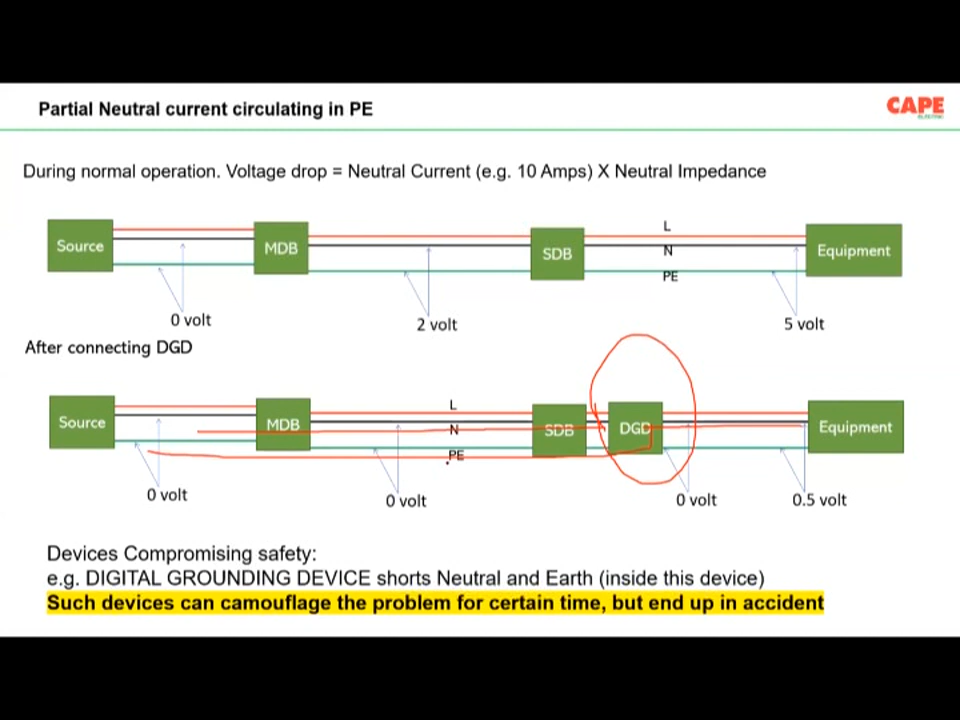 Partial Neutral current circulating in PE
CAPE
ELECTRIC
During normal operation. Voltage drop = Neutral Current (e.g. 10 Amps) X Neutral Impedance
L
Source
MDB
SDB
N
Equipment
PE
0 volt
2 volt
5 volt
After connecting DGD
L
Source
MDB
N
SDB
DGD
Equipment
PE
0 volt
0 volt
0 volt
0.5 volt
Devices Compromising safety:
e.g. DIGITAL GROUNDING DEVICE shorts Neutral and Earth (inside this device)
Such devices can camouflage the problem for certain time, but end up in accident